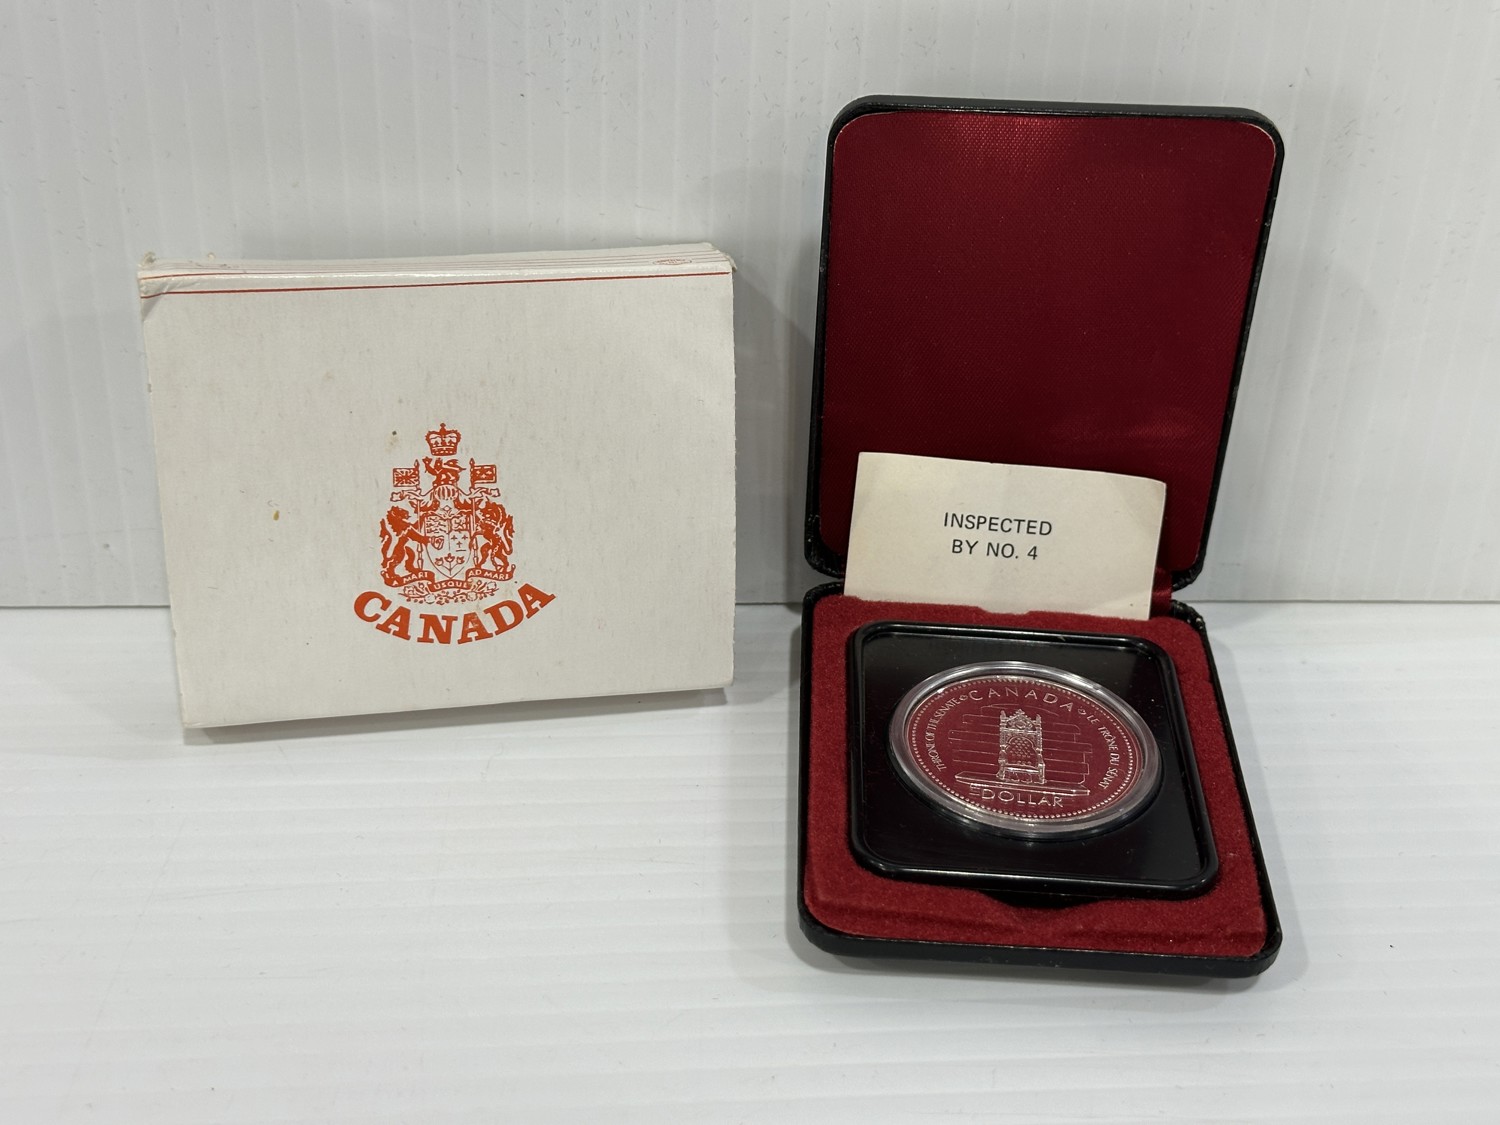 A MARI USQUE AD MARE
CANADA
INSPECTED
BY NO. 4
CANADA
THRONE OF THE SENATE
LE TRÔNE DU SÉNAT
DOLLAR